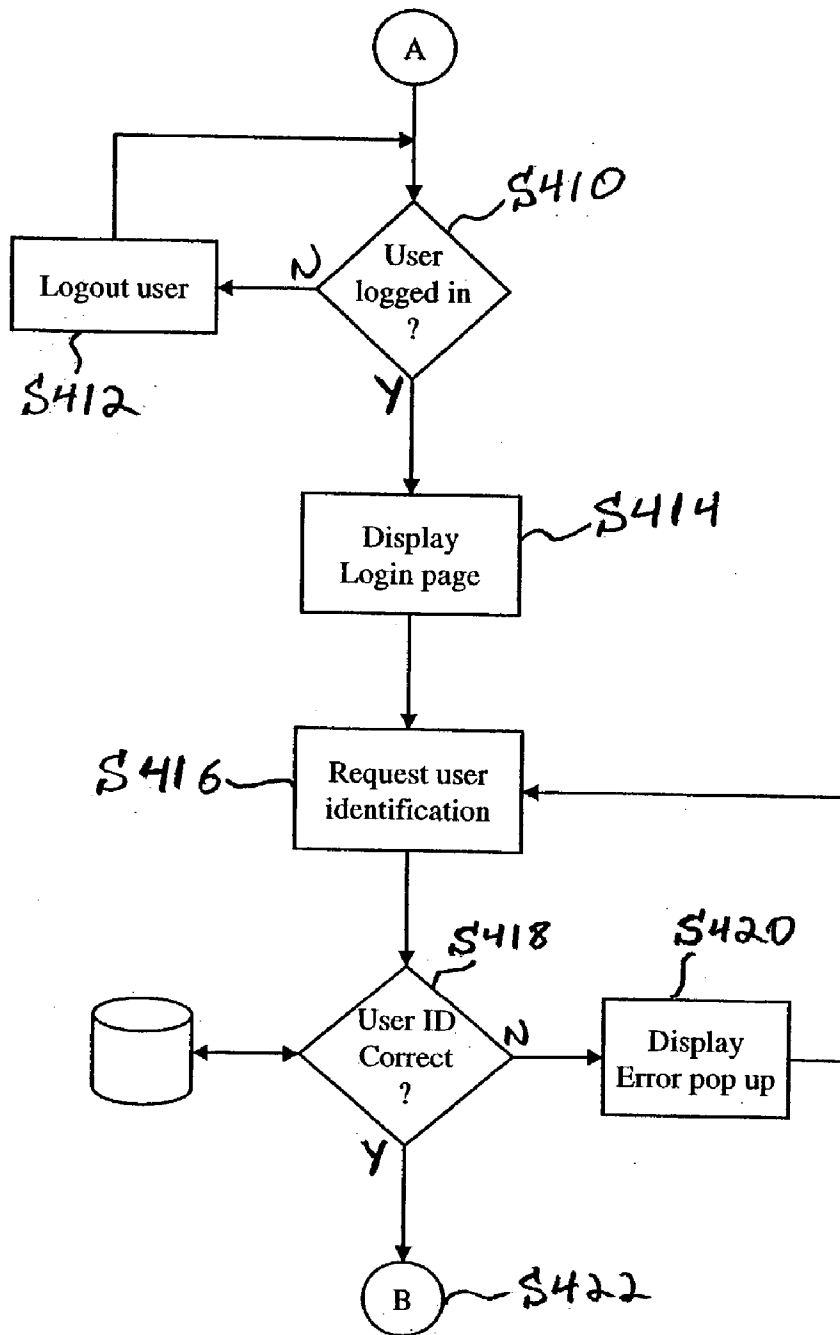 A
S410
User
logged in
?
N
Logout user
S412
Y
Display
Login page
S414
S416
Request user
identification
S418
S420
User ID
Correct
?
N
Display
Error pop up
Y
B
S422